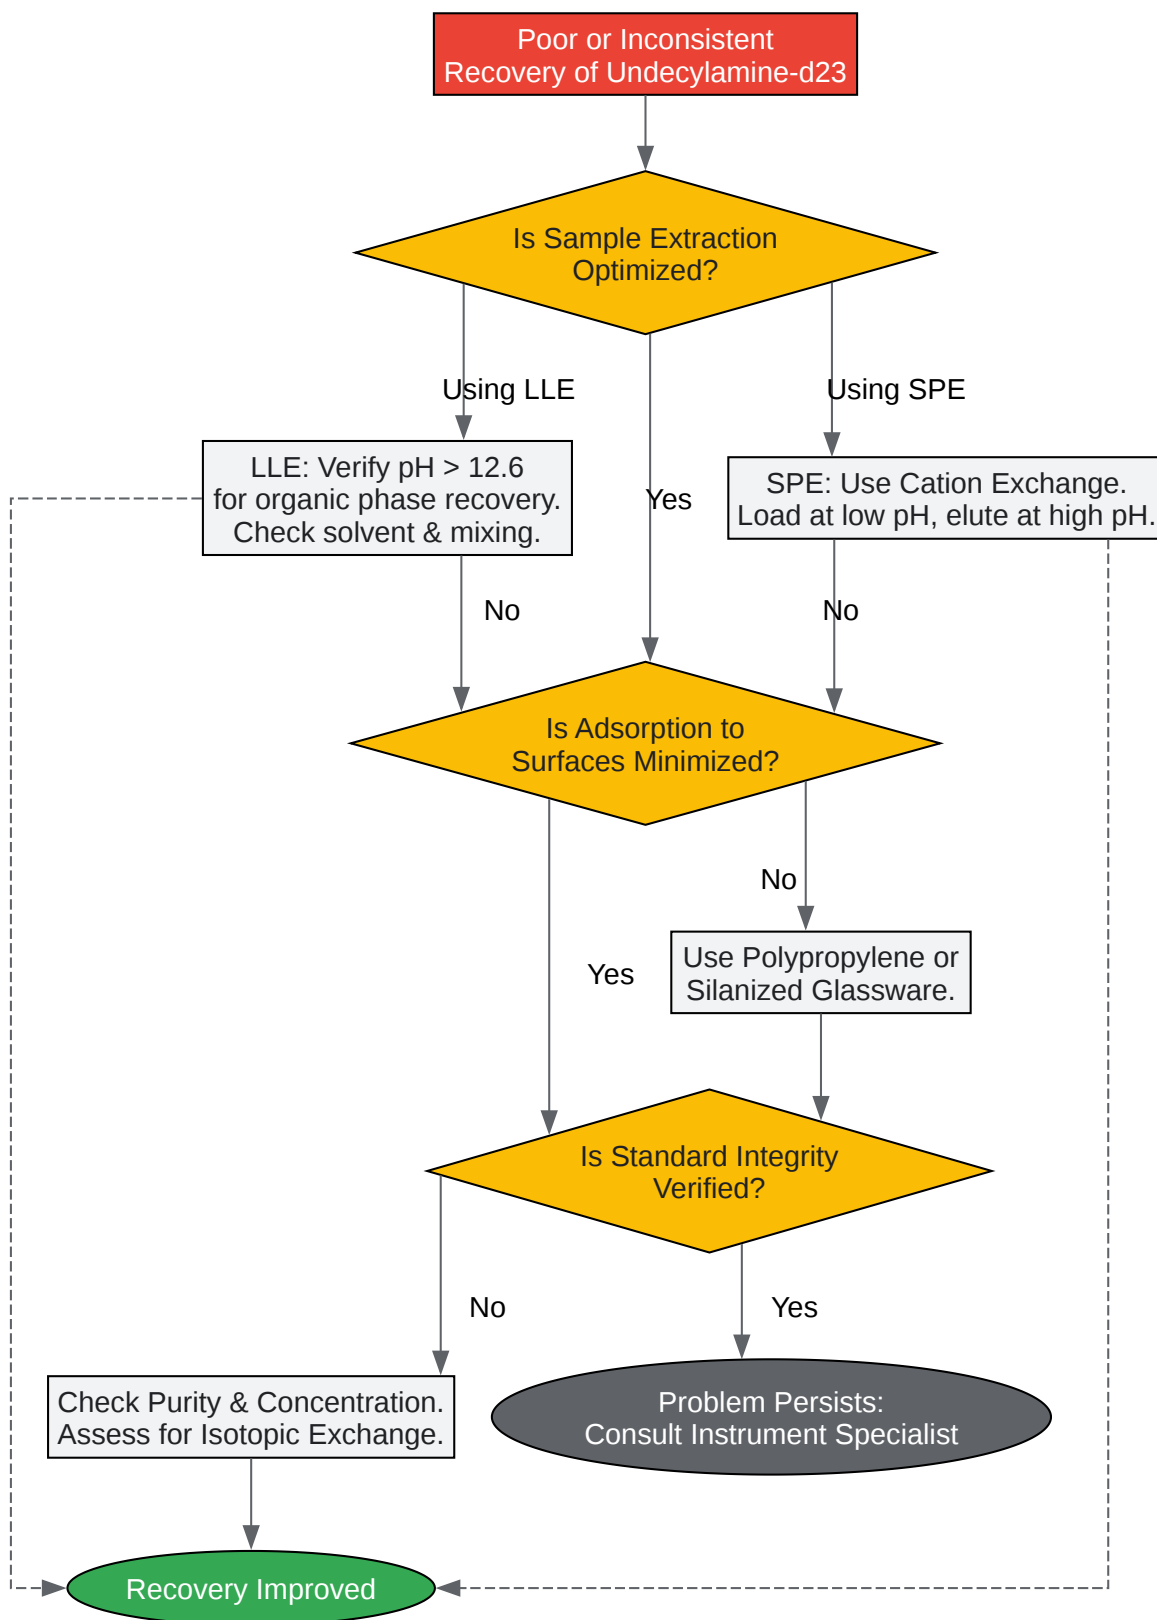 Poor or Inconsistent
Recovery of Undecylamine-d23
Is Sample Extraction
Optimized?
Using LLE
Using SPE
LLE: Verify pH > 12.6
for organic phase recovery.
Check solvent & mixing.
Yes
SPE: Use Cation Exchange.
Load at low pH, elute at high pH.
No
No
Is Adsorption to
Surfaces Minimized?
No
Yes
Use Polypropylene or
Silanized Glassware.
Is Standard Integrity
Verified?
No
Yes
Check Purity & Concentration.
Assess for Isotopic Exchange.
Problem Persists:
Consult Instrument Specialist
Recovery Improved